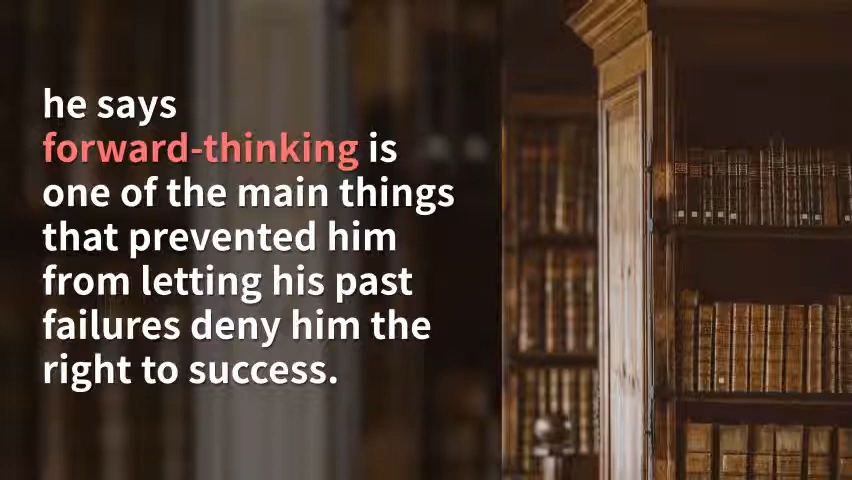 he says
forward-thinking is
one of the main things
that prevented him
from letting his past
failures deny him the
right to success.